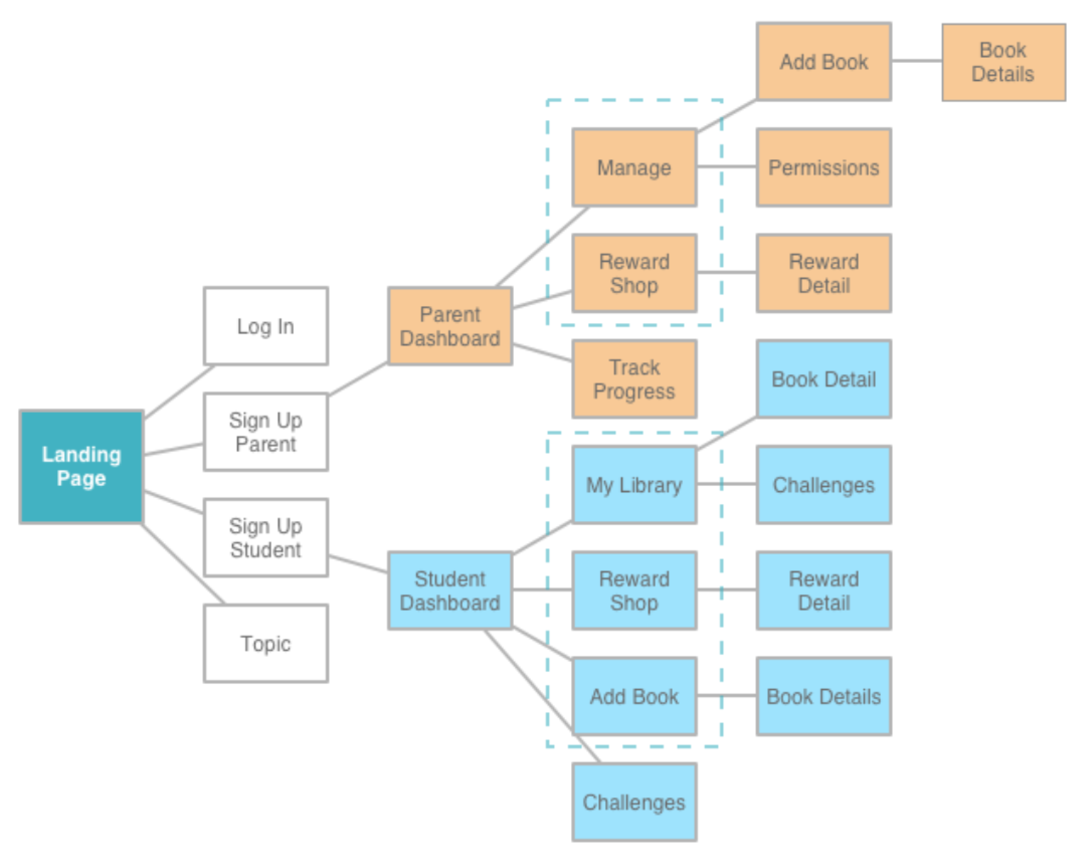 Landing
Page
Log In
Sign Up
Parent
Sign Up
Student
Topic
Parent
Dashboard
Student
Dashboard
Manage
Reward
Shop
Track
Progress
My Library
Reward
Shop
Add Book
Challenges
Add Book
Permissions
Reward
Detail
Book Detail
Challenges
Reward
Detail
Book Details
Book
Details